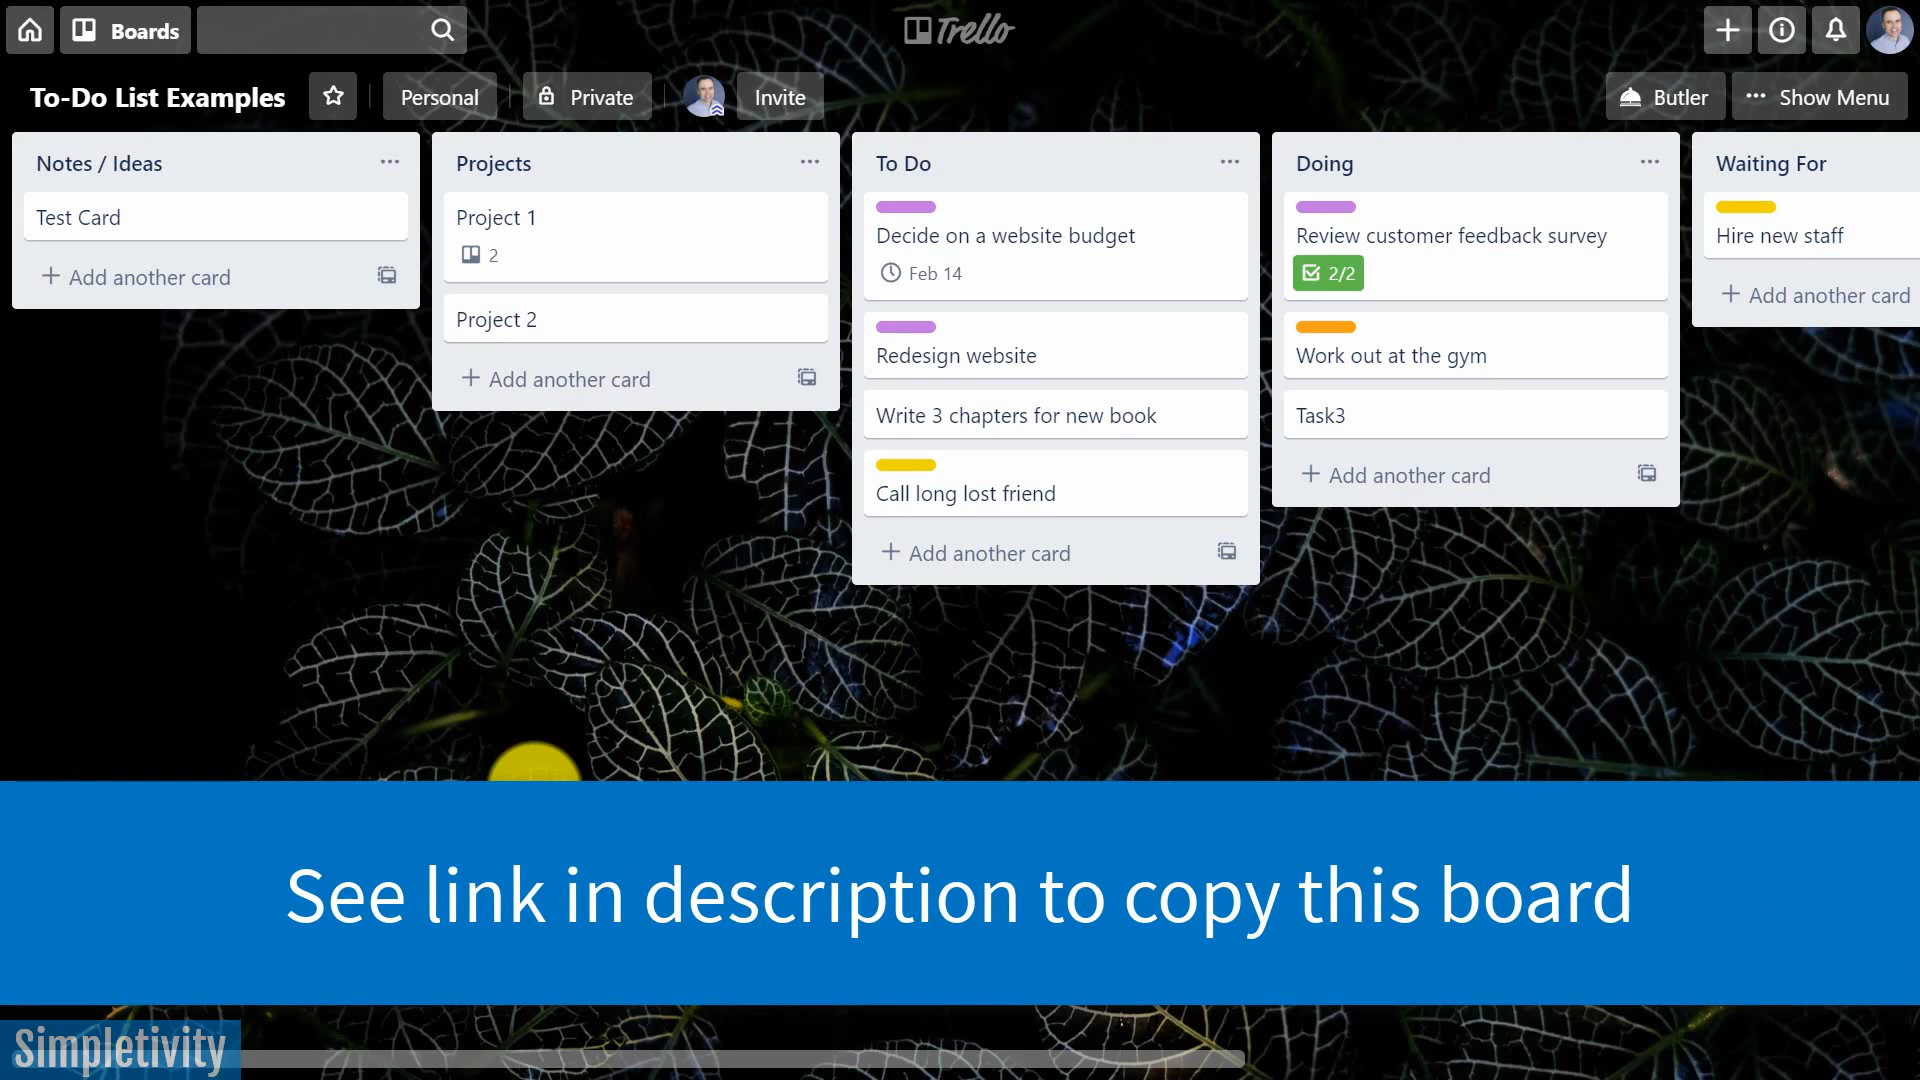 Boards
Trello
To-Do List Examples
Personal
Private
Invite
Butler
Show Menu
Notes / Ideas
Test Card
Add another card
Projects
Project 1
2
Project 2
Add another card
To Do
Decide on a website budget
Feb 14
Redesign website
Write 3 chapters for new book
Call long lost friend
Add another card
Doing
Review customer feedback survey
2/2
Work out at the gym
Task3
Add another card
Waiting For
Hire new staff
Add another card
See link in description to copy this board
Simpletivity